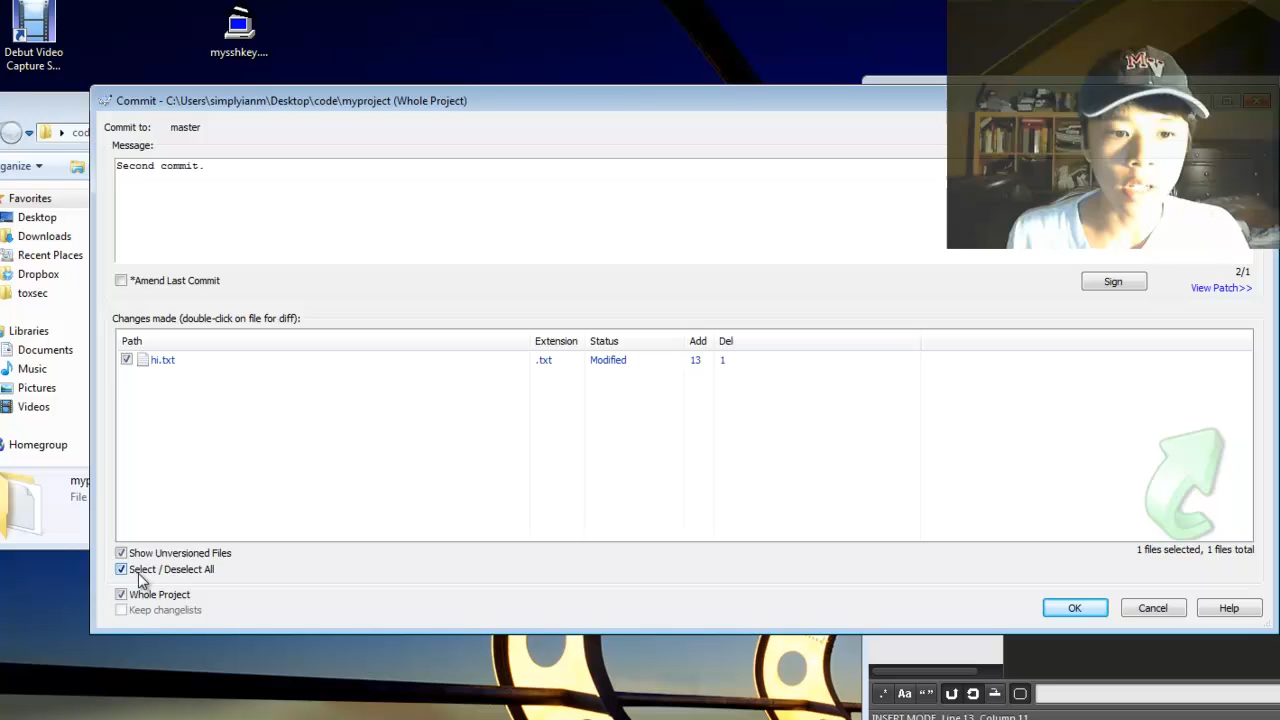 Debut Video
Capture S...
mysshkey....
Commit - C:\Users\simplyianm\Desktop\code\myproject (Whole Project)
Commit to: master
Message:
Second commit.
*Amend Last Commit
Sign
2/1
View Patch>>
Changes made (double-click on file for diff):
Path Extension Status Add Del
hi.txt .txt Modified 13 1
1 files selected, 1 files total
Show Unversioned Files
Select / Deselect All
Whole Project
Keep changelists
OK Cancel Help
cod
ganize
Favorites
Desktop
Downloads
Recent Places
Dropbox
toxsec
Libraries
Documents
Music
Pictures
Videos
Homegroup
myp
File
.* Aa “”
INSERT MODE, Line 13, Column 11